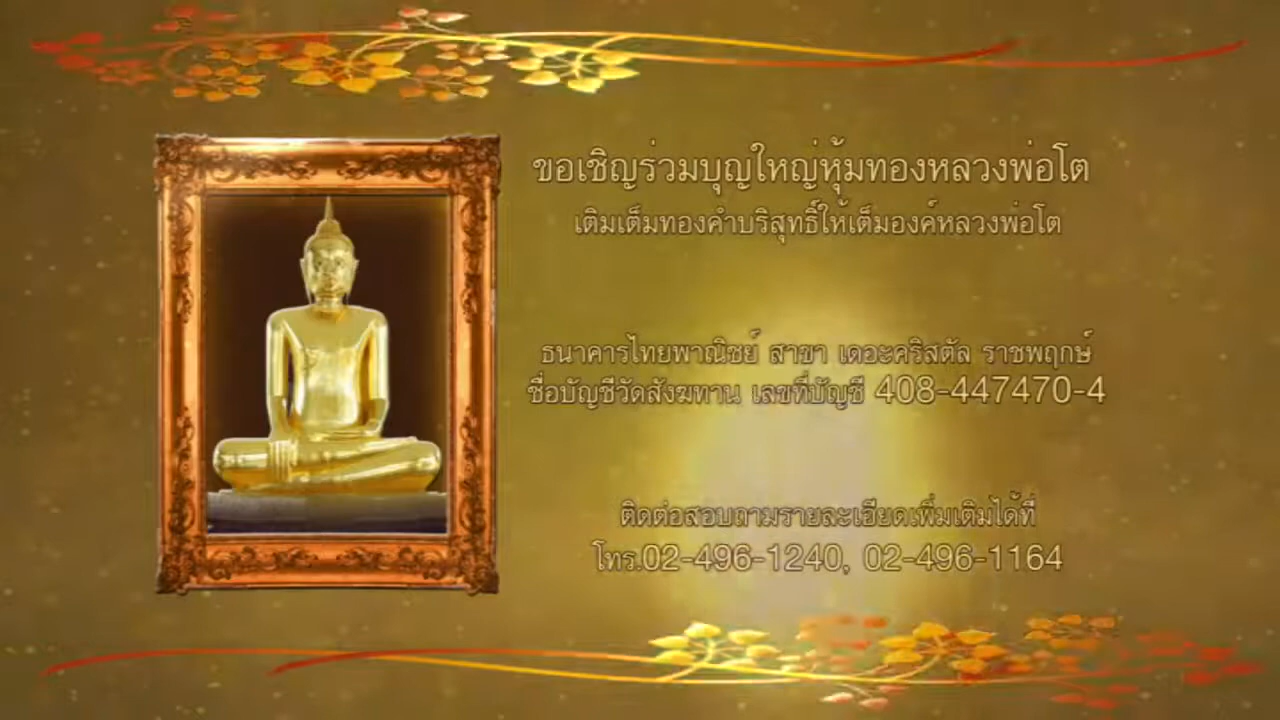 ขอเชิญร่วมบุญใหญ่หุ้มทองหลวงพ่อโต
เติมเต็มทองคำบริสุทธิ์ให้เต็มองค์หลวงพ่อโต
ธนาคารไทยพาณิชย์ สาขา เดอะคริสตัล ราชพฤกษ์
ชื่อบัญชีวัดสังฆทาน เลขที่บัญชี 408-447470-4
ติดต่อสอบถามรายละเอียดเพิ่มเติมได้ที่
โทร.02-496-1240, 02-496-1164